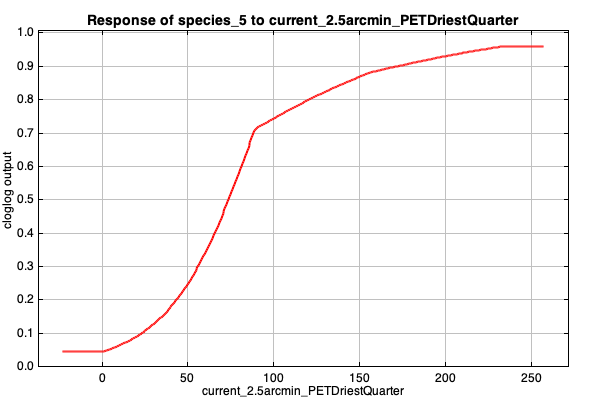 Response of species_5 to current_2.5arcmin_PETDriestQuarter
1.0
0.9
0.8
0.7
0.6
0.5
0.4
0.3
0.2
0.1
0.0
cloglog output
0 50 100 150 200 250
current_2.5arcmin_PETDriestQuarter